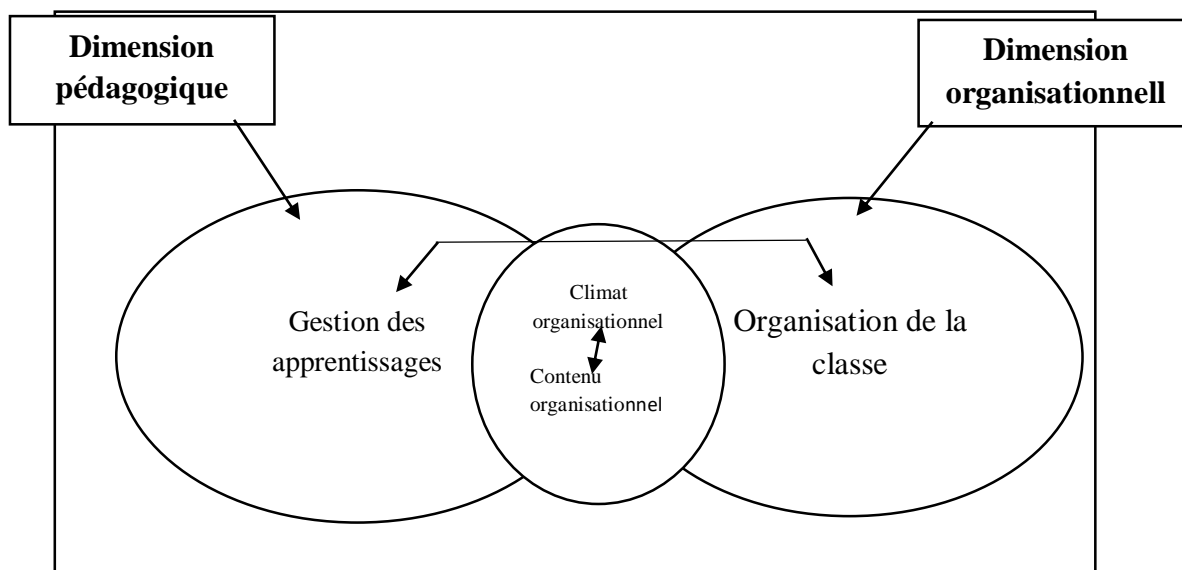 Dimension
pédagogique
Dimension
organisationnell
Gestion des
apprentissages
Climat
organisationnel
Contenu
organisationnel
Organisation de la
classe